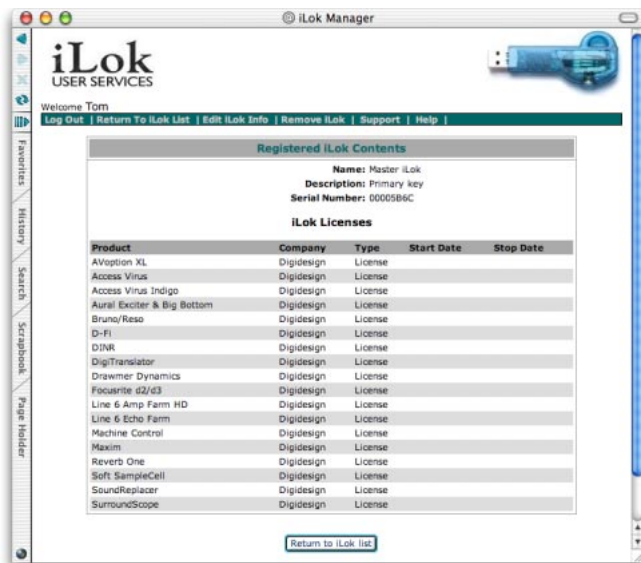 @ iLok Manager
iLok
USER SERVICES
Welcome Tom
Log Out | Return To iLok List | Edit iLok Info | Remove iLok | Support | Help |
Favorites
History
Search
Scrapbook
Page Holder
Registered iLok Contents
Name: Master iLok
Description: Primary key
Serial Number: 00005B6C
iLok Licenses
Product Company Type Start Date Stop Date
AVoption XL Digidesign License
Access Virus Digidesign License
Access Virus Indigo Digidesign License
Aural Exciter & Big Bottom Digidesign License
Bruno/Reso Digidesign License
D-Fi Digidesign License
DINR Digidesign License
DigiTranslator Digidesign License
Drawmer Dynamics Digidesign License
Focusrite d2/d3 Digidesign License
Line 6 Amp Farm HD Digidesign License
Line 6 Echo Farm Digidesign License
Machine Control Digidesign License
Maxim Digidesign License
Reverb One Digidesign License
Soft SampleCell Digidesign License
SoundReplacer Digidesign License
SurroundScope Digidesign License
Return to iLok list